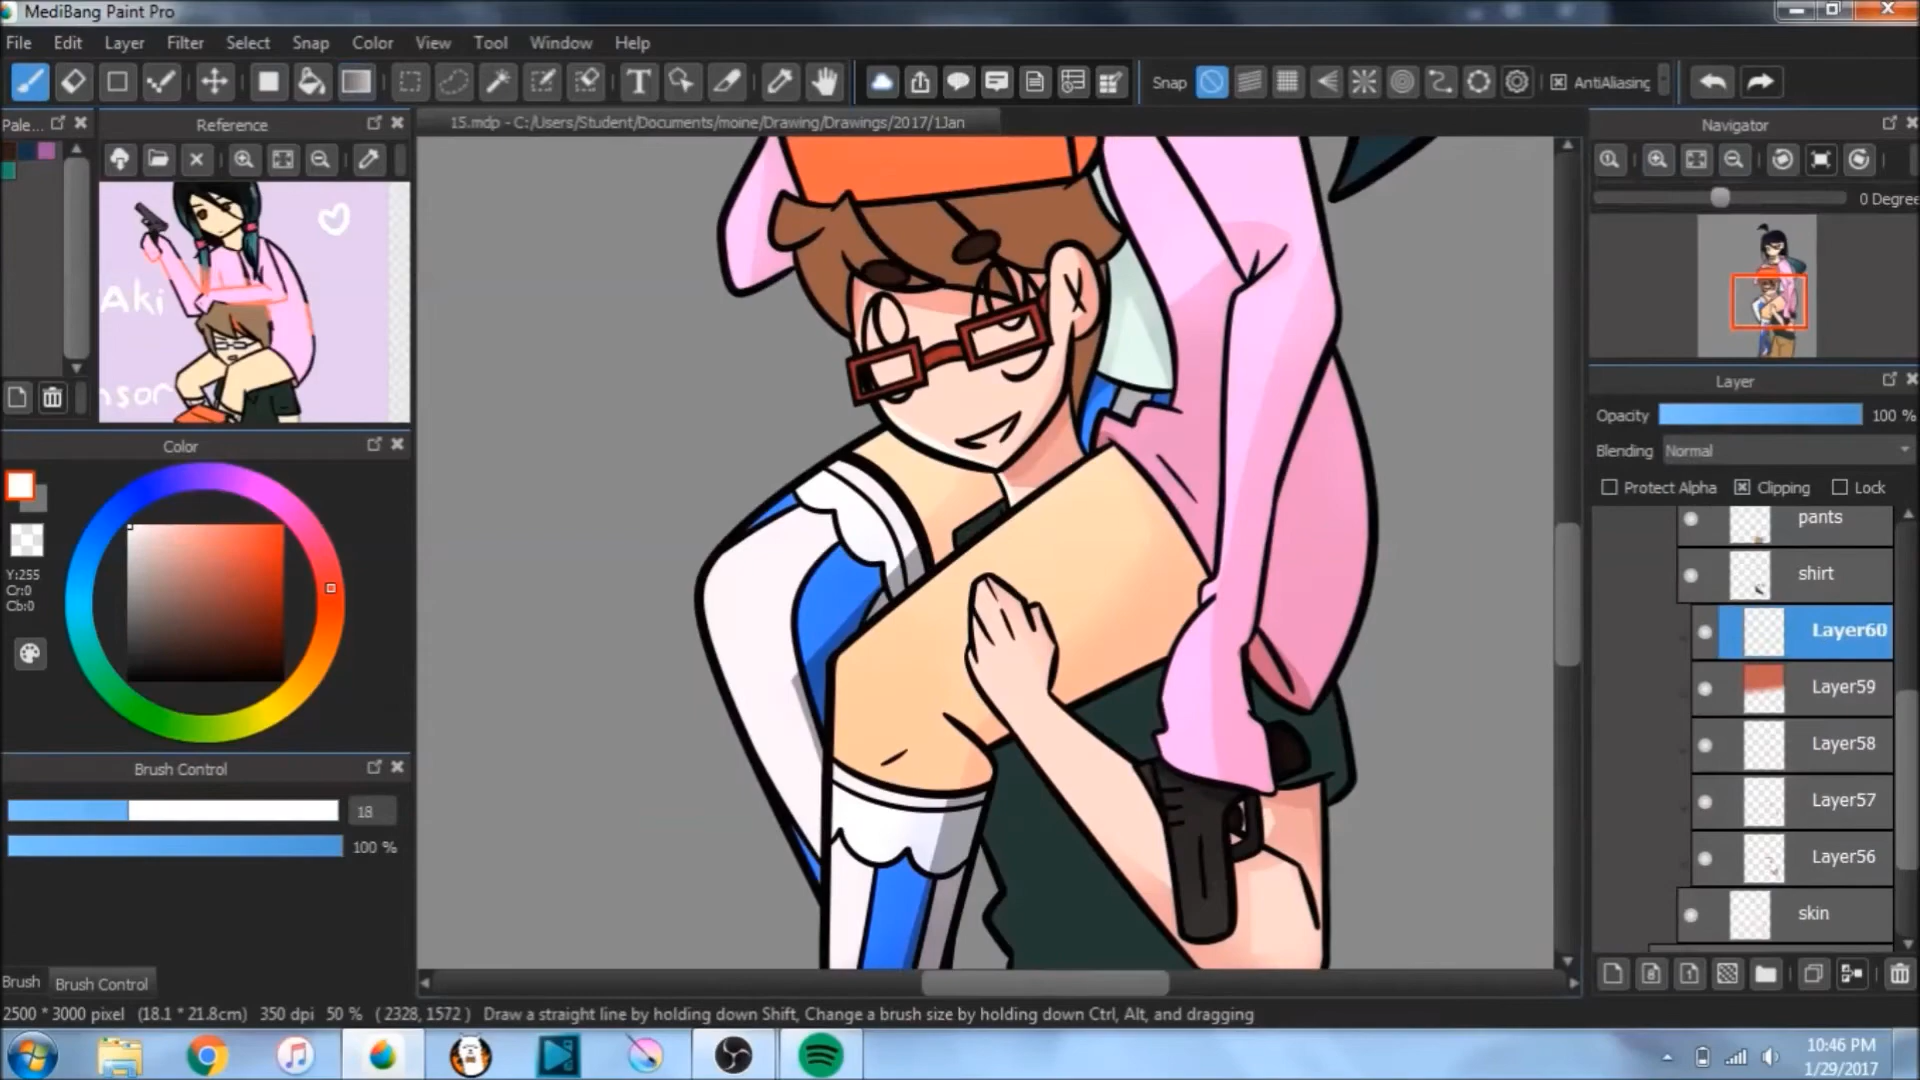 MediBang Paint Pro
File Edit Layer Filter Select Snap Color View Tool Window Help
T Snap AntiAliasing
Pale... Reference 15.mdp - C:/Users/Student/Documents/moine/Drawing/Drawings/2017/1Jan Navigator
0 Degree
Aki
nsor
Layer
Opacity 100 %
Blending Normal
Protect Alpha Clipping Lock
Color
Y:255
Cr:0
Cb:0
pants
shirt
Layer60
Layer59
Layer58
Layer57
Layer56
skin
Brush Control
18
100 %
Brush Brush Control
2500 * 3000 pixel (18.1 * 21.8cm) 350 dpi 50 % ( 2328, 1572 ) Draw a straight line by holding down Shift, Change a brush size by holding down Ctrl, Alt, and dragging
10:46 PM
1/29/2017